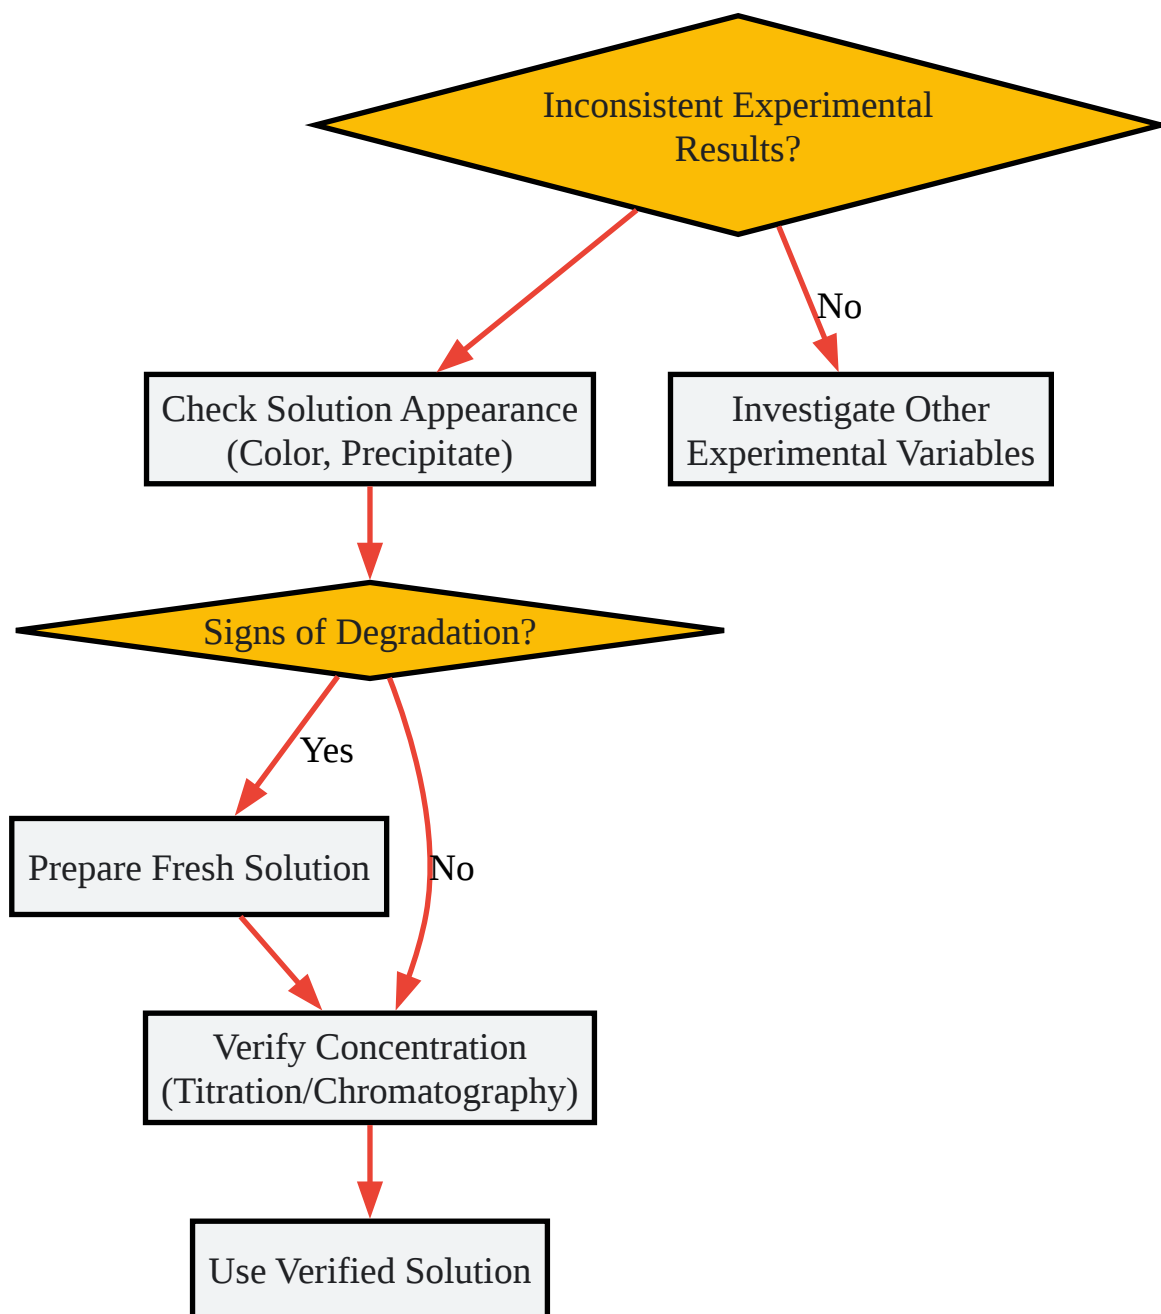 Inconsistent Experimental
Results?
No
Check Solution Appearance
(Color, Precipitate)
Investigate Other
Experimental Variables
Signs of Degradation?
Yes
Prepare Fresh Solution
No
Verify Concentration
(Titration/Chromatography)
Use Verified Solution